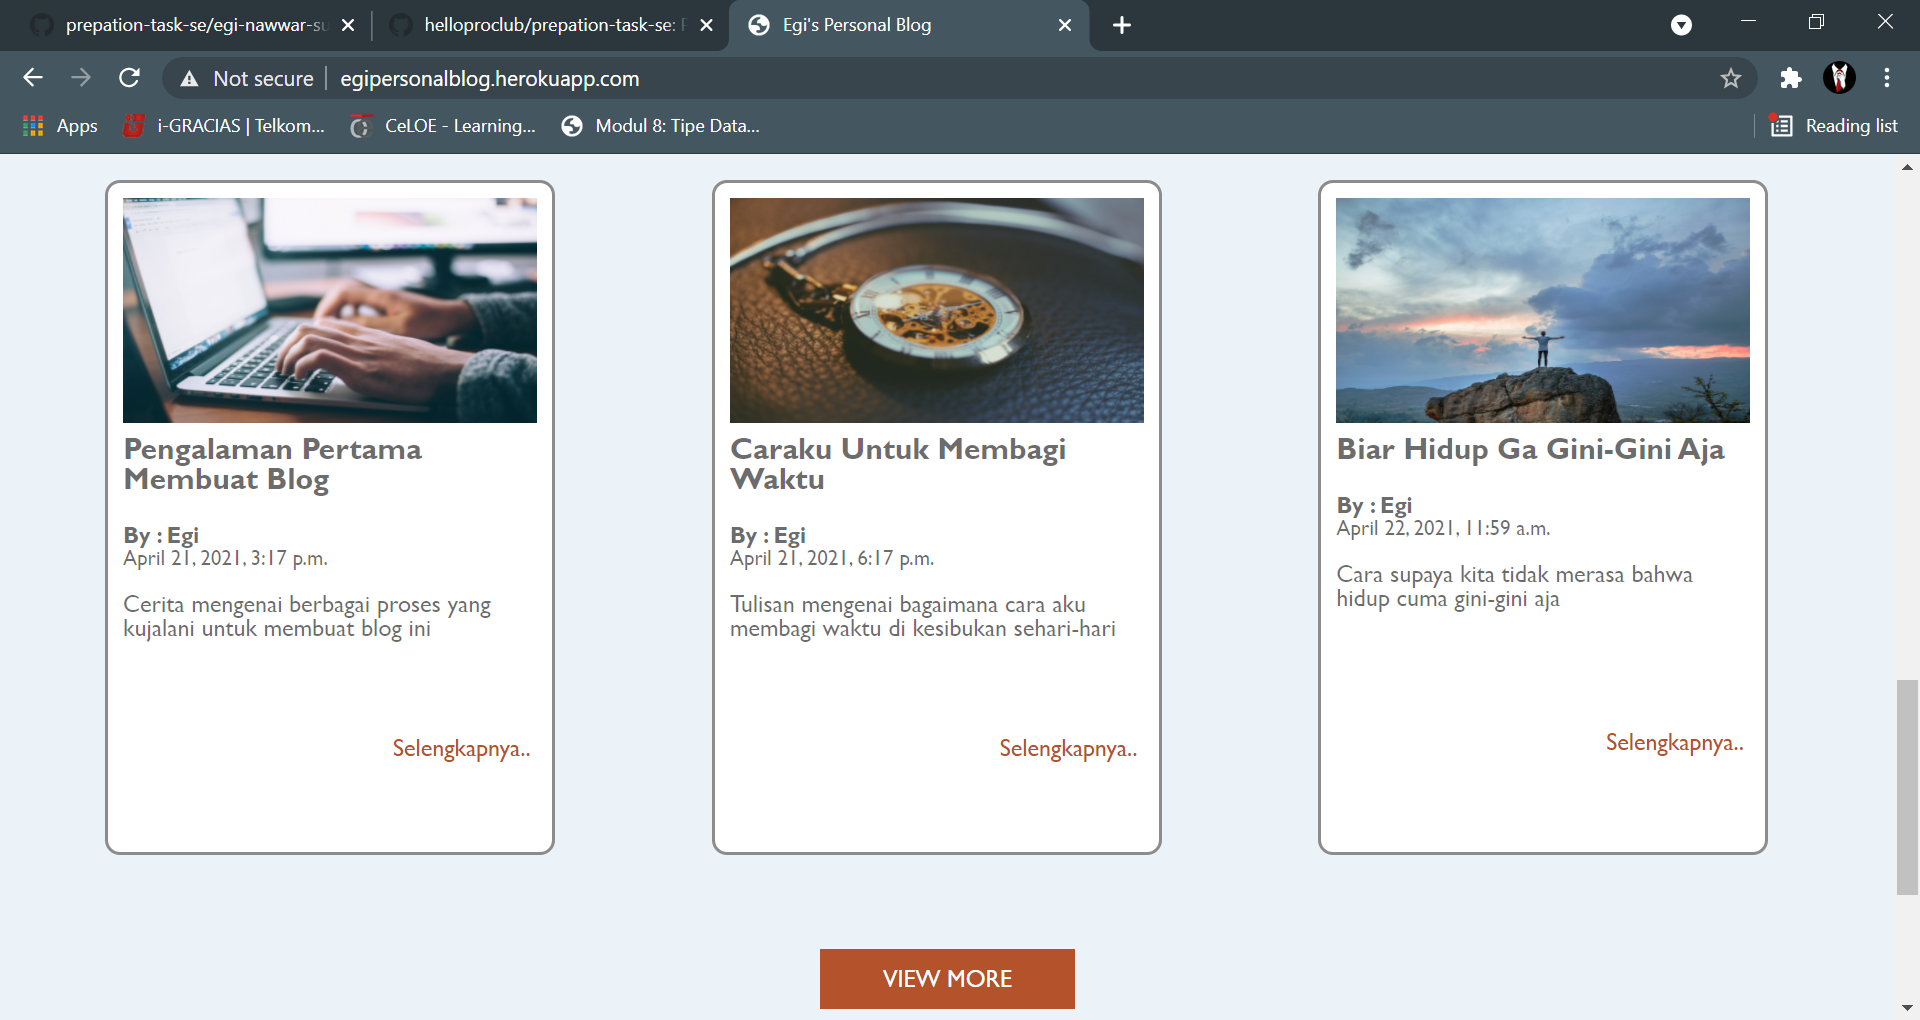 prepation-task-se/egi-nawwar-su
helloproclub/prepation-task-se:
Egi's Personal Blog
Not secure
egipersonalblog.herokuapp.com
Apps
i-GRACIAS | Telkom...
CeLOE - Learning...
Modul 8: Tipe Data...
Reading list
Pengalaman Pertama
Membuat Blog
By : Egi
April 21, 2021, 3:17 p.m.
Cerita mengenai berbagai proses yang
kujalani untuk membuat blog ini
Selengkapnya..
Caraku Untuk Membagi
Waktu
By : Egi
April 21, 2021, 6:17 p.m.
Tulisan mengenai bagaimana cara aku
membagi waktu di kesibukan sehari-hari
Selengkapnya..
Biar Hidup Ga Gini-Gini Aja
By : Egi
April 22, 2021, 11:59 a.m.
Cara supaya kita tidak merasa bahwa
hidup cuma gini-gini aja
Selengkapnya..
VIEW MORE